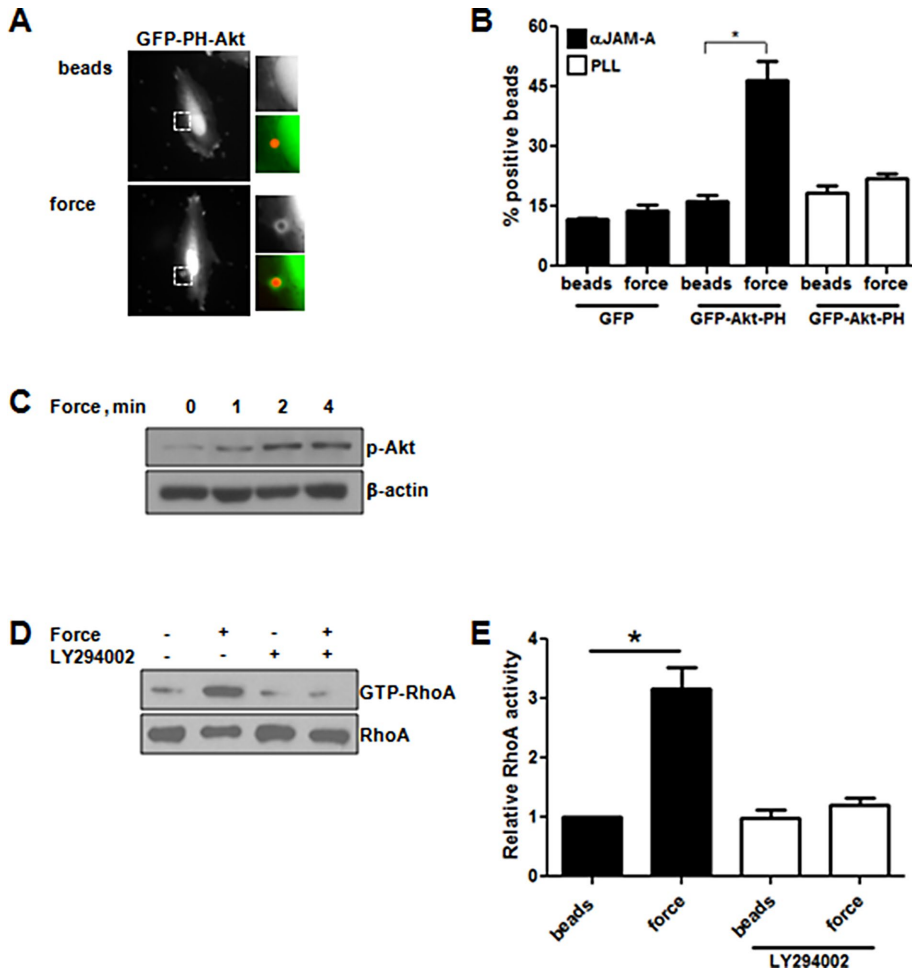 A
GFP-PH-Akt
beads
force
B
% positive beads
60
45
30
15
0
αJAM-A
PLL
*
beads force beads force beads force
GFP GFP-Akt-PH GFP-Akt-PH
C
Force , min 0 1 2 4
p-Akt
β-actin
D
Force - + - +
LY294002 - - + +
GTP-RhoA
RhoA
E
Relative RhoA activity
4
3
2
1
0
*
beads force beads force
LY294002